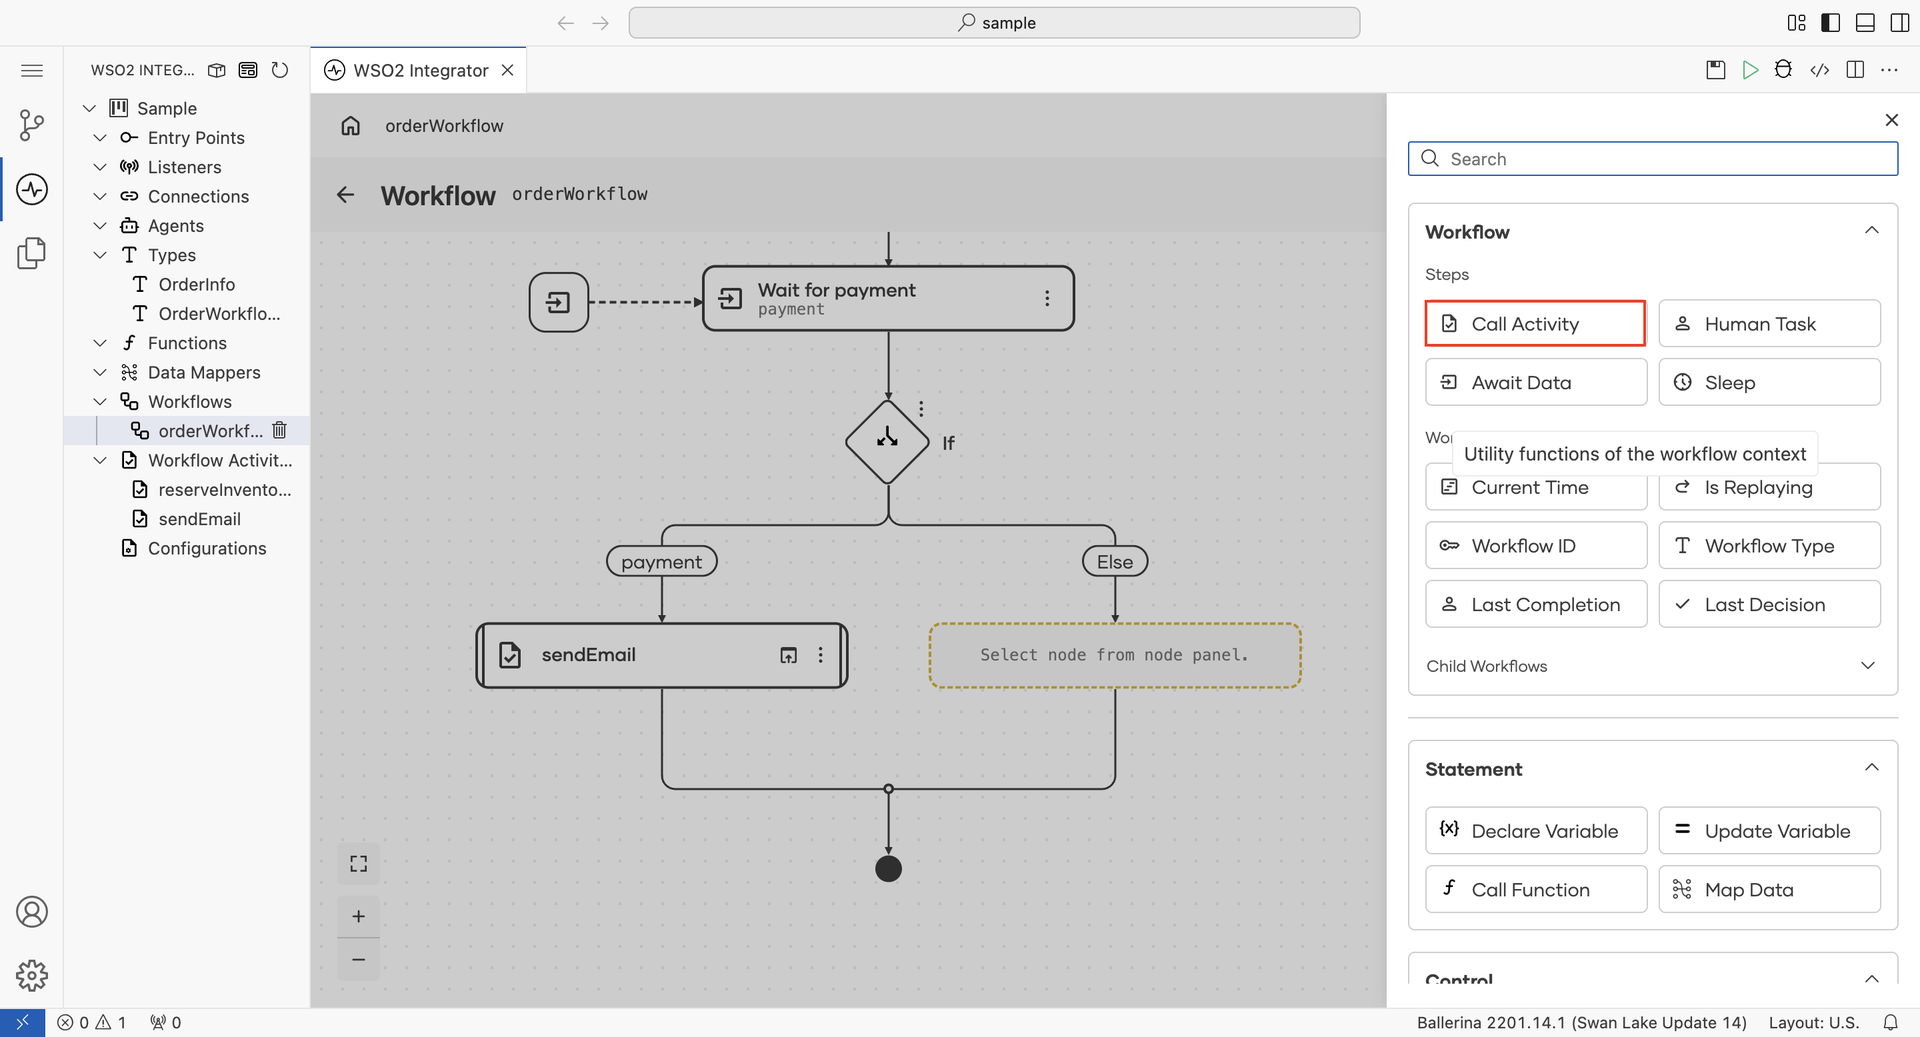 sample
WSO2 INTEG...
WSO2 Integrator
Sample
Entry Points
Listeners
Connections
Agents
Types
OrderInfo
OrderWorkflo...
Functions
Data Mappers
Workflows
orderWorkf...
Workflow Activit...
reserveInvento...
sendEmail
Configurations
orderWorkflow
Workflow orderWorkflow
Wait for payment
payment
If
payment
Else
sendEmail
Select node from node panel.
Search
Workflow
Steps
Call Activity
Human Task
Await Data
Sleep
Wor
Utility functions of the workflow context
Current Time
Is Replaying
Workflow ID
Workflow Type
Last Completion
Last Decision
Child Workflows
Statement
Declare Variable
Update Variable
Call Function
Map Data
Control
0 1 0
Ballerina 2201.14.1 (Swan Lake Update 14) Layout: U.S.